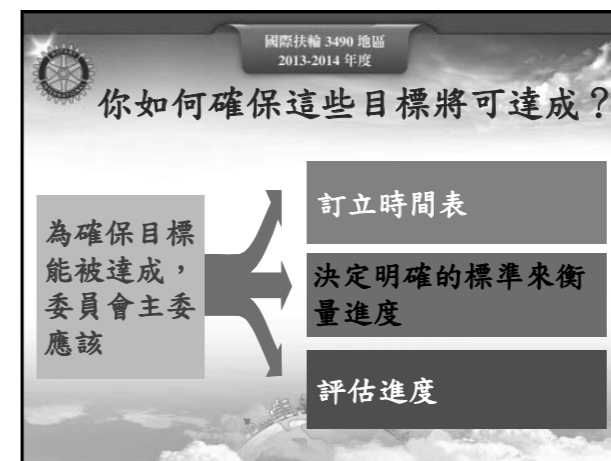 國際扶輪 3490 地區
2013-2014 年度
你如何確保這些目標將可達成？
為確保目標
能被達成，
委員會主委
應該
訂立時間表
決定明確的標準來衡
量進度
評估進度